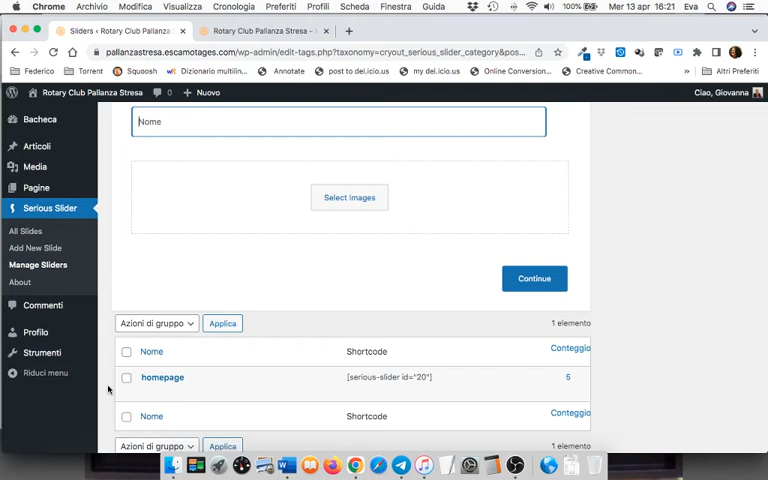 Chrome Archivio Modifica Visualizza Cronologia Preferiti Profili Scheda Finestra Guida 100% Mer 13 apr 16:21
Sliders ‹ Rotary Club Pallanza S Rotary Club Pallanza Stresa –
pallanzastresa.escamotages.com/wp-admin/edit-tags.php?taxonomy=cryout_serious_slider_category&pos...
Federico Torrent Squoosh Dizionario multilin... Annotate post to del.icio.us my del.icio.us Online Conversion... Creative Common... » Altri Preferiti
Rotary Club Pallanza Stresa 0 Nuovo Ciao, Giovanna
Bacheca
Nome
Articoli
Media
Pagine
Select Images
Serious Slider
All Slides
Add New Slide
Manage Sliders
Continue
About
Commenti
Azioni di gruppo Applica 1 elemento
Profilo
Nome Shortcode Conteggio
Strumenti
Riduci menu
homepage [serious-slider id="20"] 5
Nome Shortcode Conteggio
Azioni di gruppo Applica 1 elemento